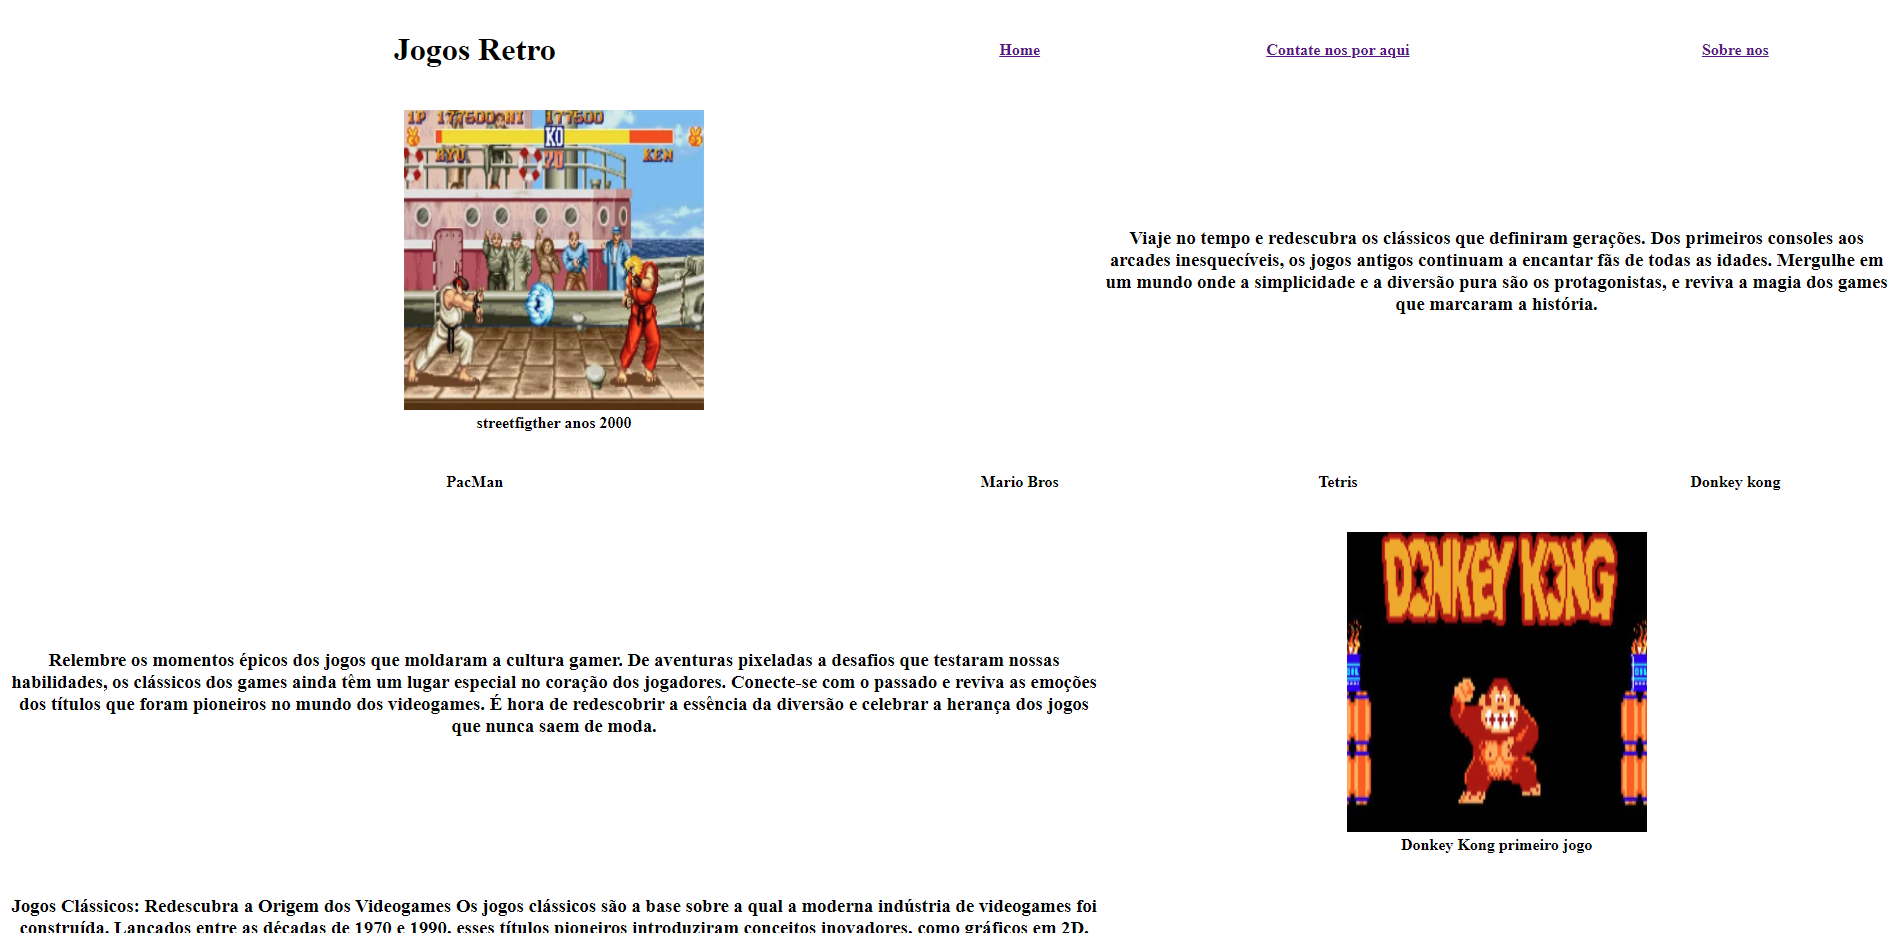 Jogos Retro
Home
Contate nos por aqui
Sobre nos
1P 177600 HI 177500
KO
RYU
70
KEN
streetfigther anos 2000
Viaje no tempo e redescubra os clássicos que definiram gerações. Dos primeiros consoles aos
arcades inesquecíveis, os jogos antigos continuam a encantar fãs de todas as idades. Mergulhe em
um mundo onde a simplicidade e a diversão pura são os protagonistas, e reviva a magia dos games
que marcaram a história.
PacMan
Mario Bros
Tetris
Donkey kong
Relembre os momentos épicos dos jogos que moldaram a cultura gamer. De aventuras pixeladas a desafios que testaram nossas
habilidades, os clássicos dos games ainda têm um lugar especial no coração dos jogadores. Conecte-se com o passado e reviva as emoções
dos títulos que foram pioneiros no mundo dos videogames. É hora de redescobrir a essência da diversão e celebrar a herança dos jogos
que nunca saem de moda.
DONKEY KONG
OIL
OIL
Donkey Kong primeiro jogo
Jogos Clássicos: Redescubra a Origem dos Videogames Os jogos clássicos são a base sobre a qual a moderna indústria de videogames foi
construída. Lançados entre as décadas de 1970 e 1990, esses títulos pioneiros introduziram conceitos inovadores, como gráficos em 2D,